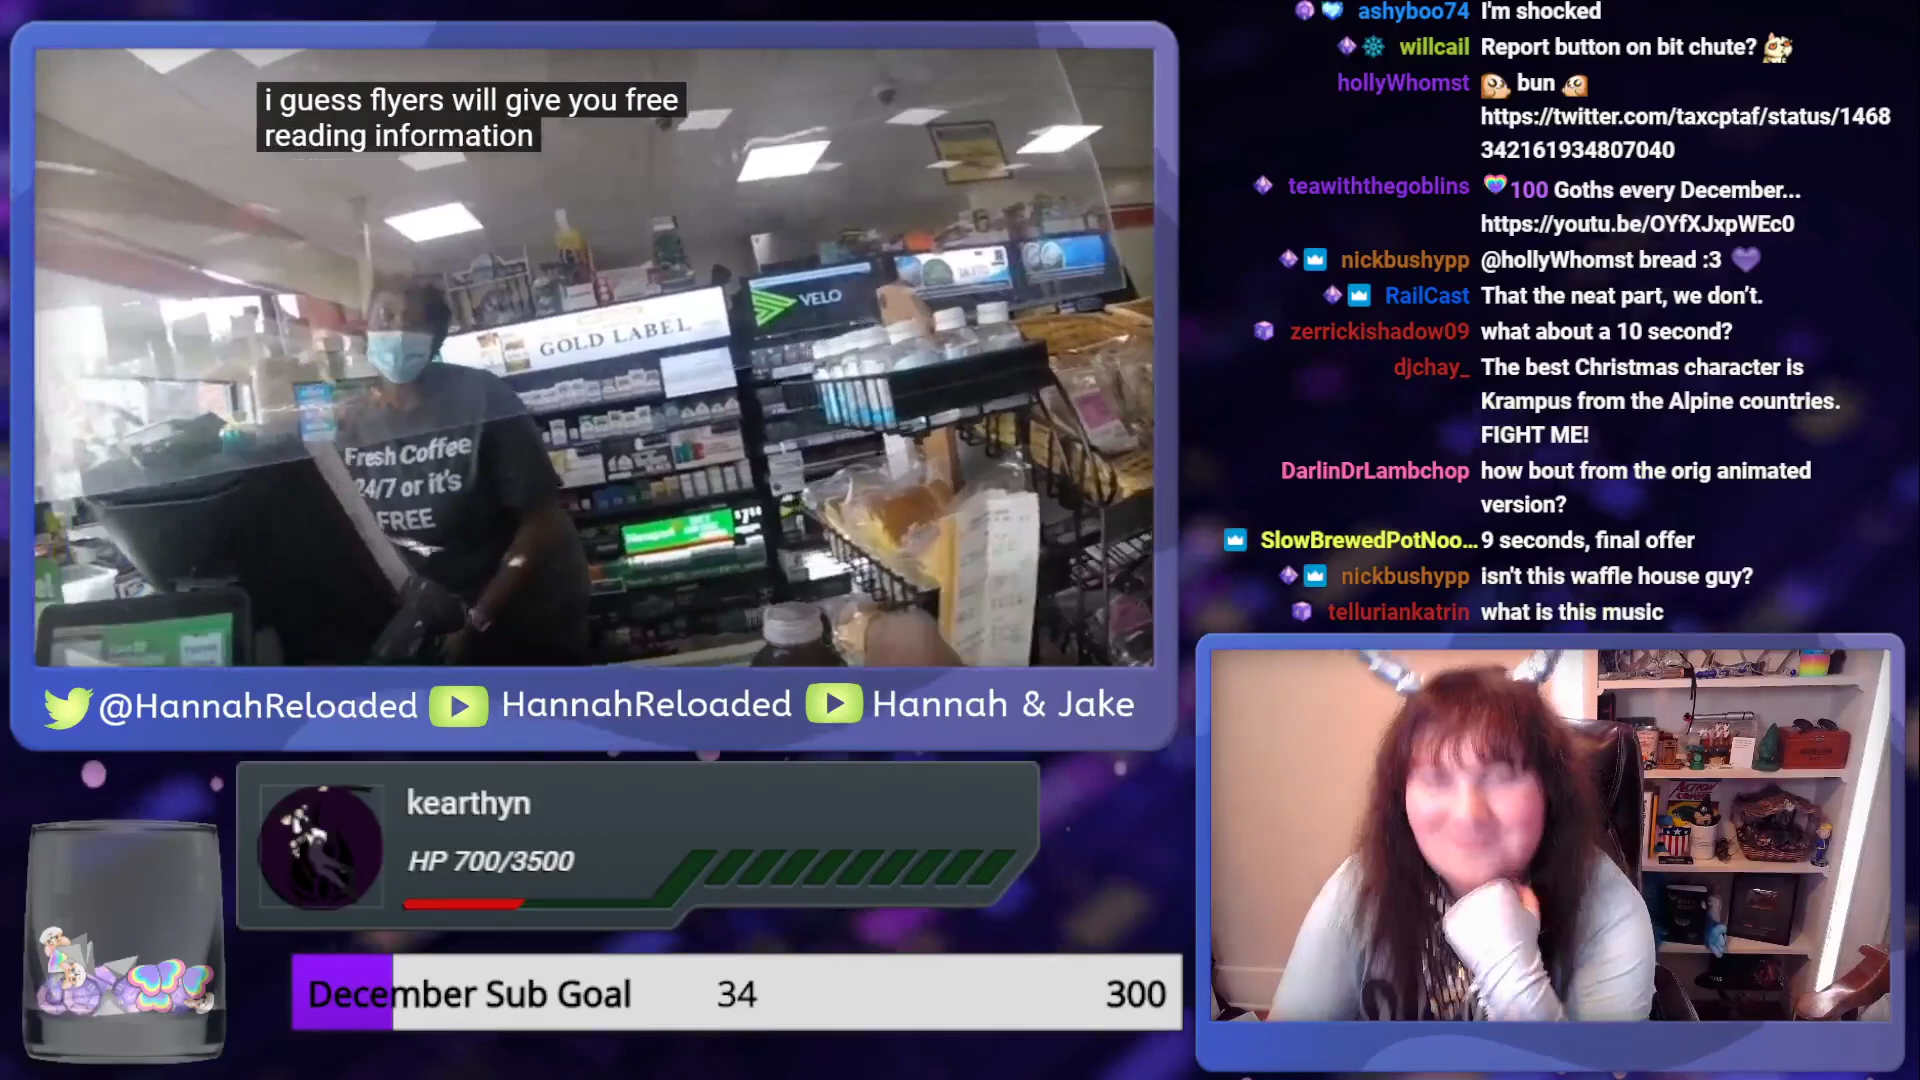 i guess flyers will give you free
reading information
GOLD LABEL
VELO
Fresh Coffee
24/7 or it's
FREE
@HannahReloaded HannahReloaded Hannah & Jake
kearthyn
HP 700/3500
December Sub Goal 34 300
ashyboo74 I'm shocked
willcail Report button on bit chute?
hollyWhomst bun
https://twitter.com/taxcptaf/status/1468
342161934807040
teawiththegoblins 100 Goths every December...
https://youtu.be/OYfXJxpWEc0
nickbushypp @hollyWhomst bread :3
RailCast That the neat part, we don't.
zerrickishadow09 what about a 10 second?
djchay_ The best Christmas character is
Krampus from the Alpine countries.
FIGHT ME!
DarlinDrLambchop how bout from the orig animated
version?
SlowBrewedPotNoo... 9 seconds, final offer
nickbushypp isn't this waffle house guy?
telluriankatrin what is this music
ACTION